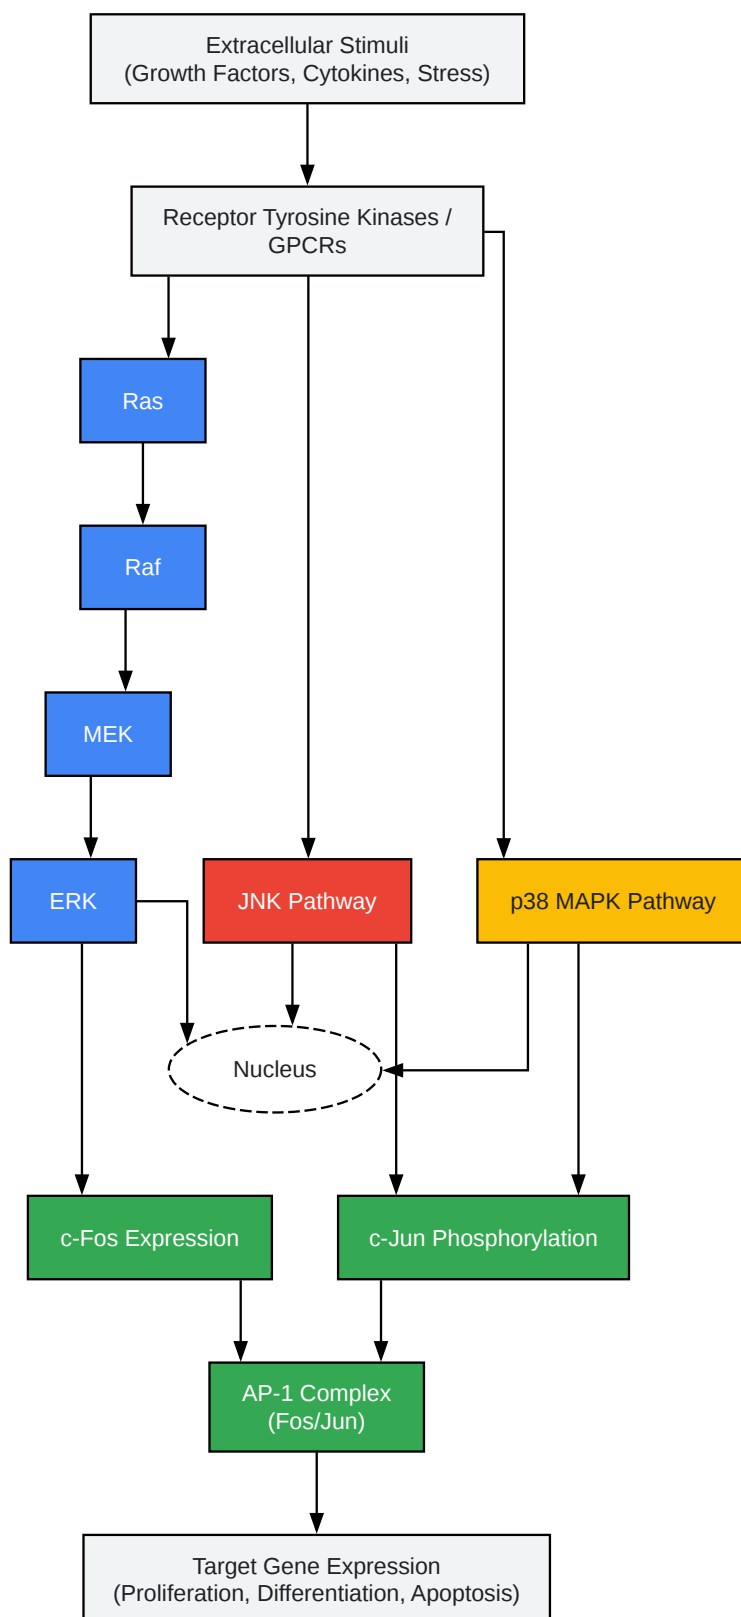 Extracellular Stimuli
(Growth Factors, Cytokines, Stress)
Receptor Tyrosine Kinases /
GPCRs
Ras
Raf
MEK
ERK
JNK Pathway
p38 MAPK Pathway
Nucleus
c-Fos Expression
c-Jun Phosphorylation
AP-1 Complex
(Fos/Jun)
Target Gene Expression
(Proliferation, Differentiation, Apoptosis)